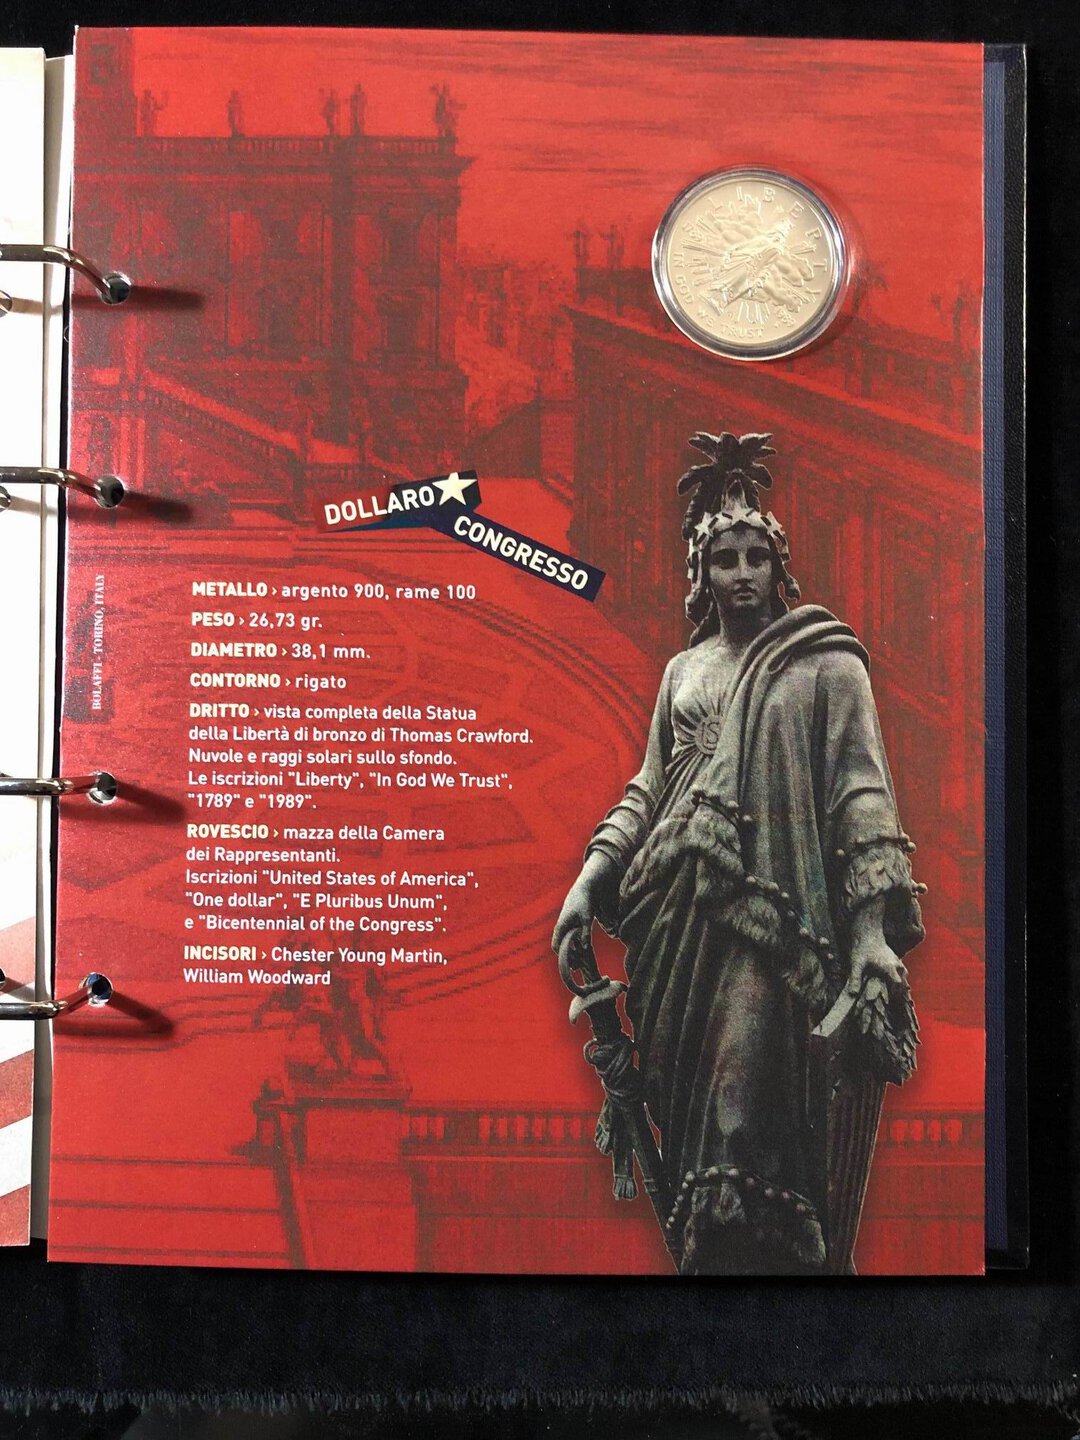 LIBERTY
IN GOD
WE TRUST
DOLLARO
CONGRESSO
METALLO › argento 900, rame 100
PESO › 26,73 gr.
DIAMETRO › 38,1 mm.
CONTORNO › rigato
DRITTO › vista completa della Statua
della Libertà di bronzo di Thomas Crawford.
Nuvole e raggi solari sullo sfondo.
Le iscrizioni "Liberty", "In God We Trust",
"1789" e "1989".
ROVESCIO › mazza della Camera
dei Rappresentanti.
Iscrizioni "United States of America",
"One dollar", "E Pluribus Unum",
e "Bicentennial of the Congress".
INCISORI › Chester Young Martin,
William Woodward
BOLAFFI - TORINO, ITALY